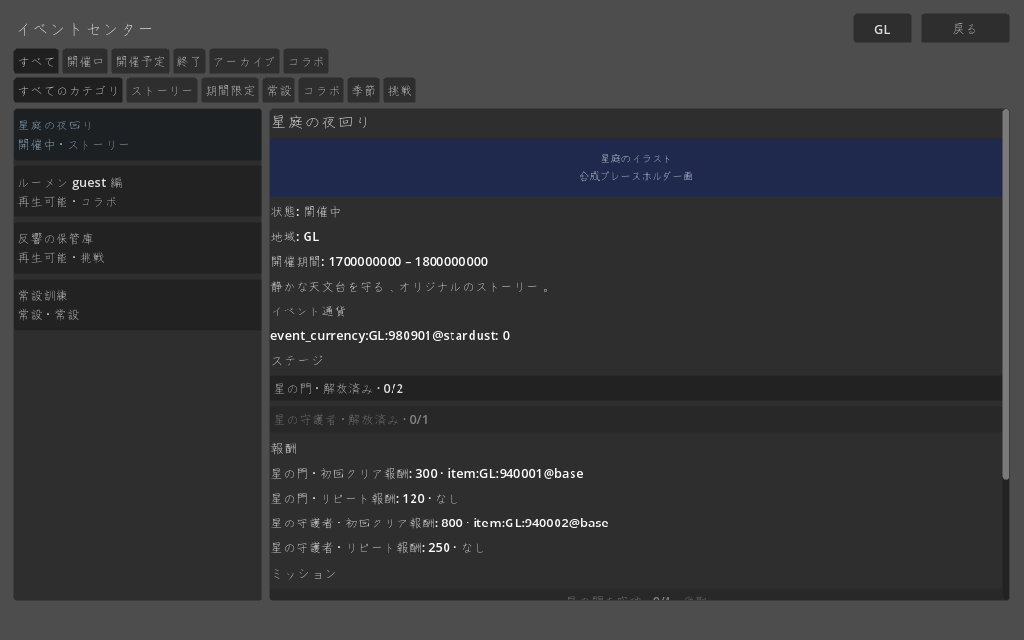 イベントセンター
GL
戻る
すべて
開催中
開催予定
終了
アーカイブ
コラボ
すべてのカテゴリ
ストーリー
期間限定
常設
コラボ
季節
挑戦
星庭の夜回り
開催中・ストーリー
ルーメン guest 編
再生可能・コラボ
反響の保管庫
再生可能・挑戦
常設訓練
常設・常設
星庭の夜回り
星庭のイラスト
合成プレースホルダー画
状態: 開催中
地域: GL
開催期間: 1700000000 – 1800000000
静かな天文台を守る、オリジナルのストーリー。
イベント通貨
event_currency:GL:980901@stardust: 0
ステージ
星の門・解放済み・0/2
星の守護者・解放済み・0/1
報酬
星の門・初回クリア報酬: 300・item:GL:940001@base
星の門・リピート報酬: 120・なし
星の守護者・初回クリア報酬: 800・item:GL:940002@base
星の守護者・リピート報酬: 250・なし
ミッション